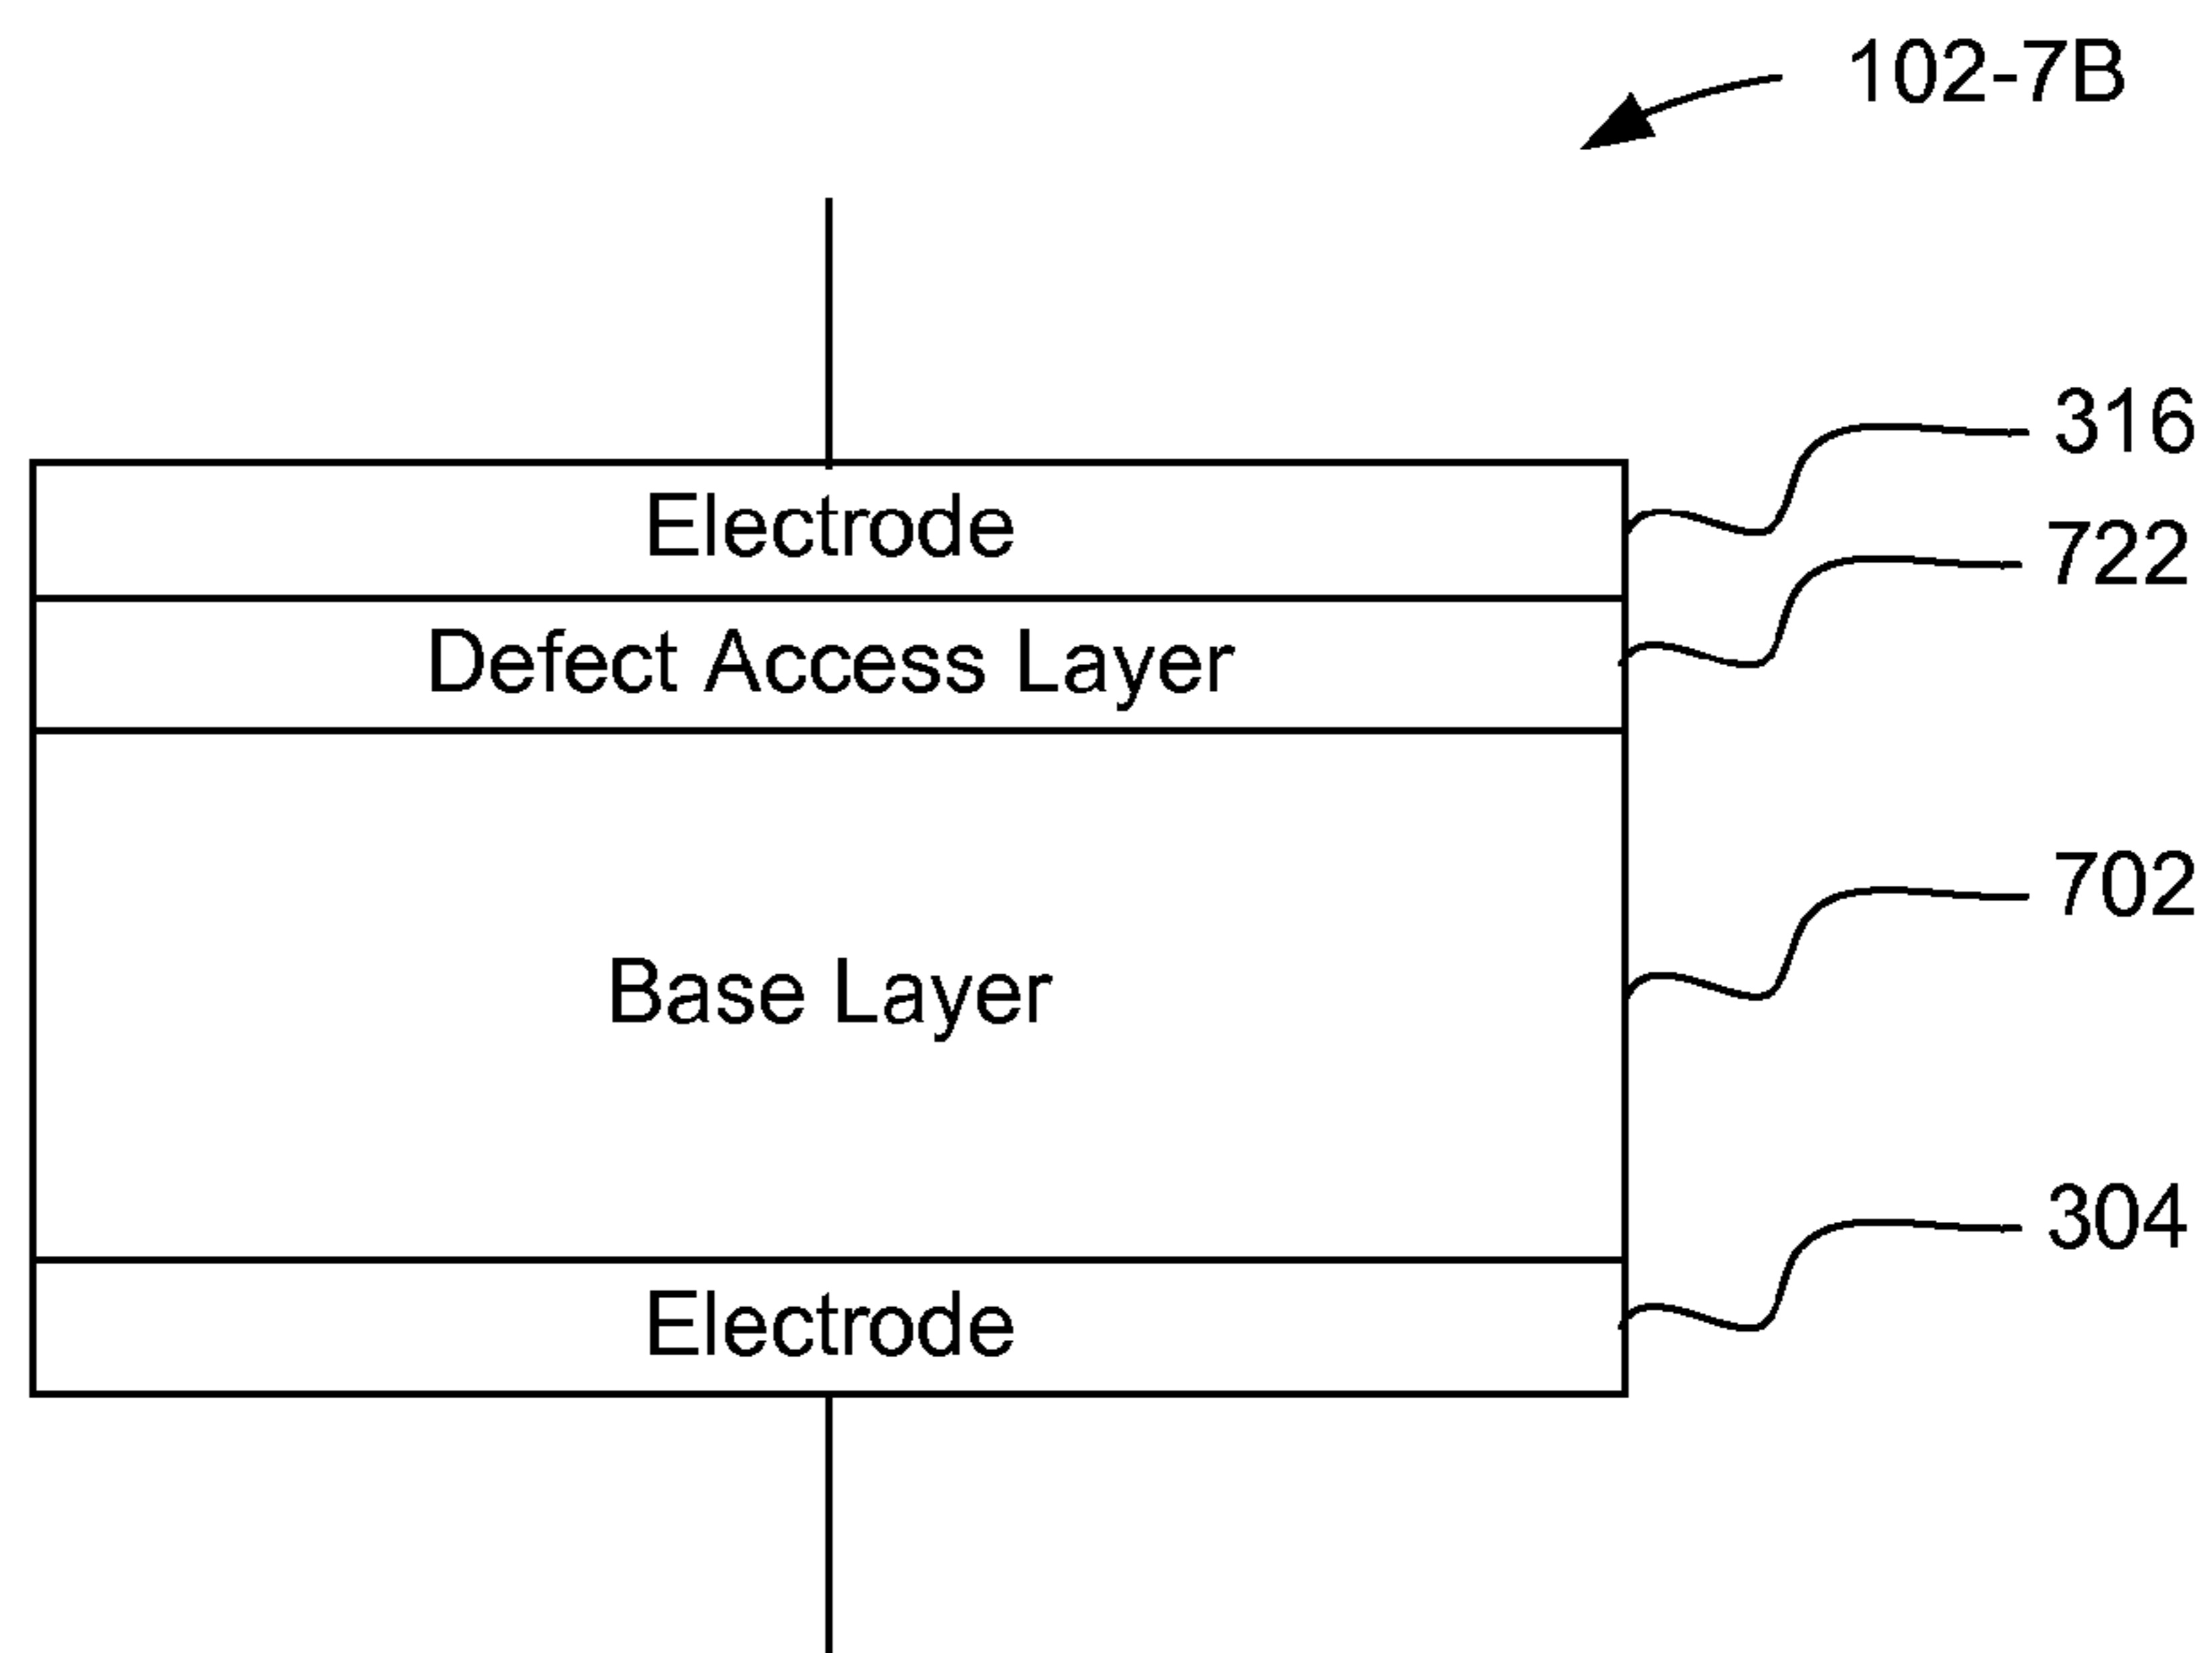 102-7B
316
Electrode
722
Defect Access Layer
702
Base Layer
304
Electrode